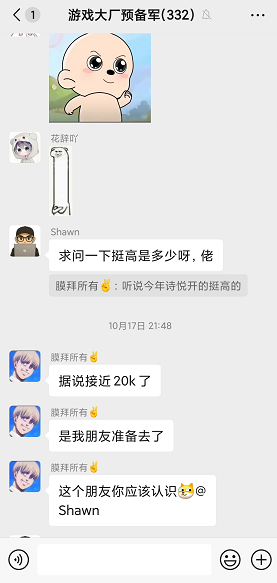 1
游戏大厂预备军(332)
花辞吖
Shawn
求问一下挺高是多少呀，佬
膜拜所有✌️：听说今年诗悦开的挺高的
10月17日 21:48
膜拜所有✌️
据说接近20k了
膜拜所有✌️
是我朋友准备去了
膜拜所有✌️
这个朋友你应该认识😼@
Shawn